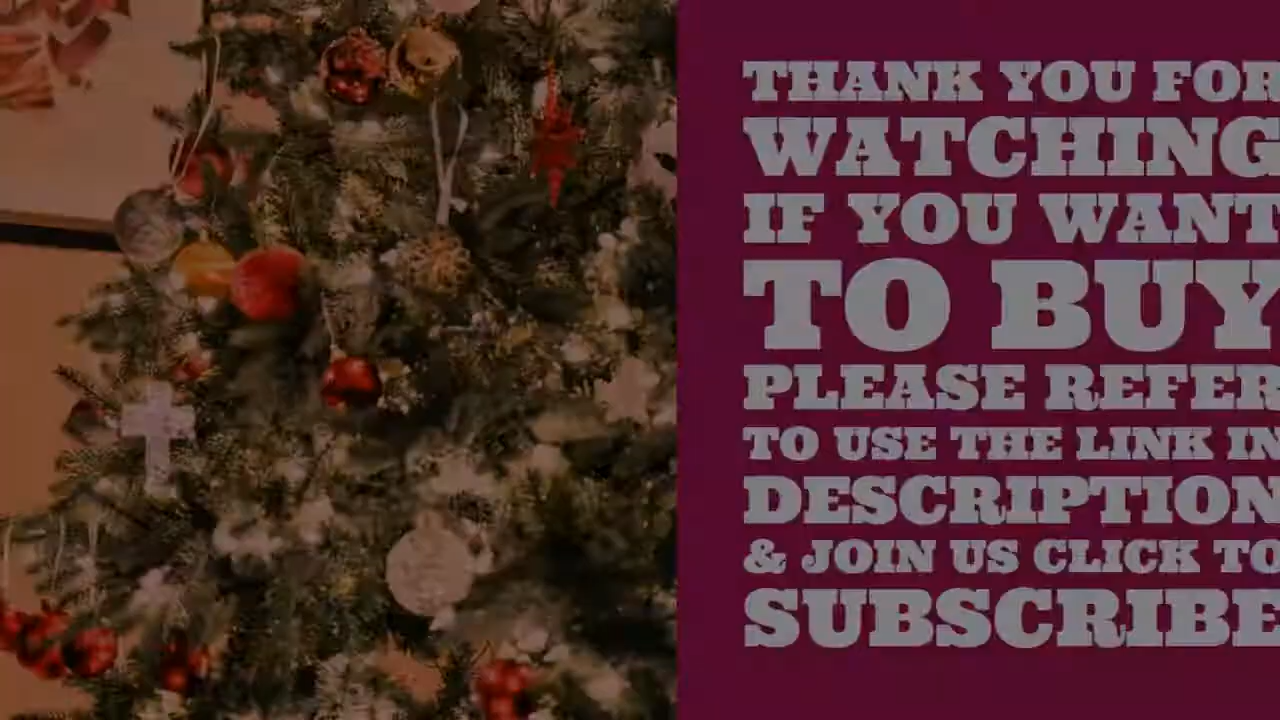 THANK YOU FOR
WATCHING
IF YOU WANT
TO BUY
PLEASE REFER
TO USE THE LINK IN
DESCRIPTION
& JOIN US CLICK TO
SUBSCRIBE